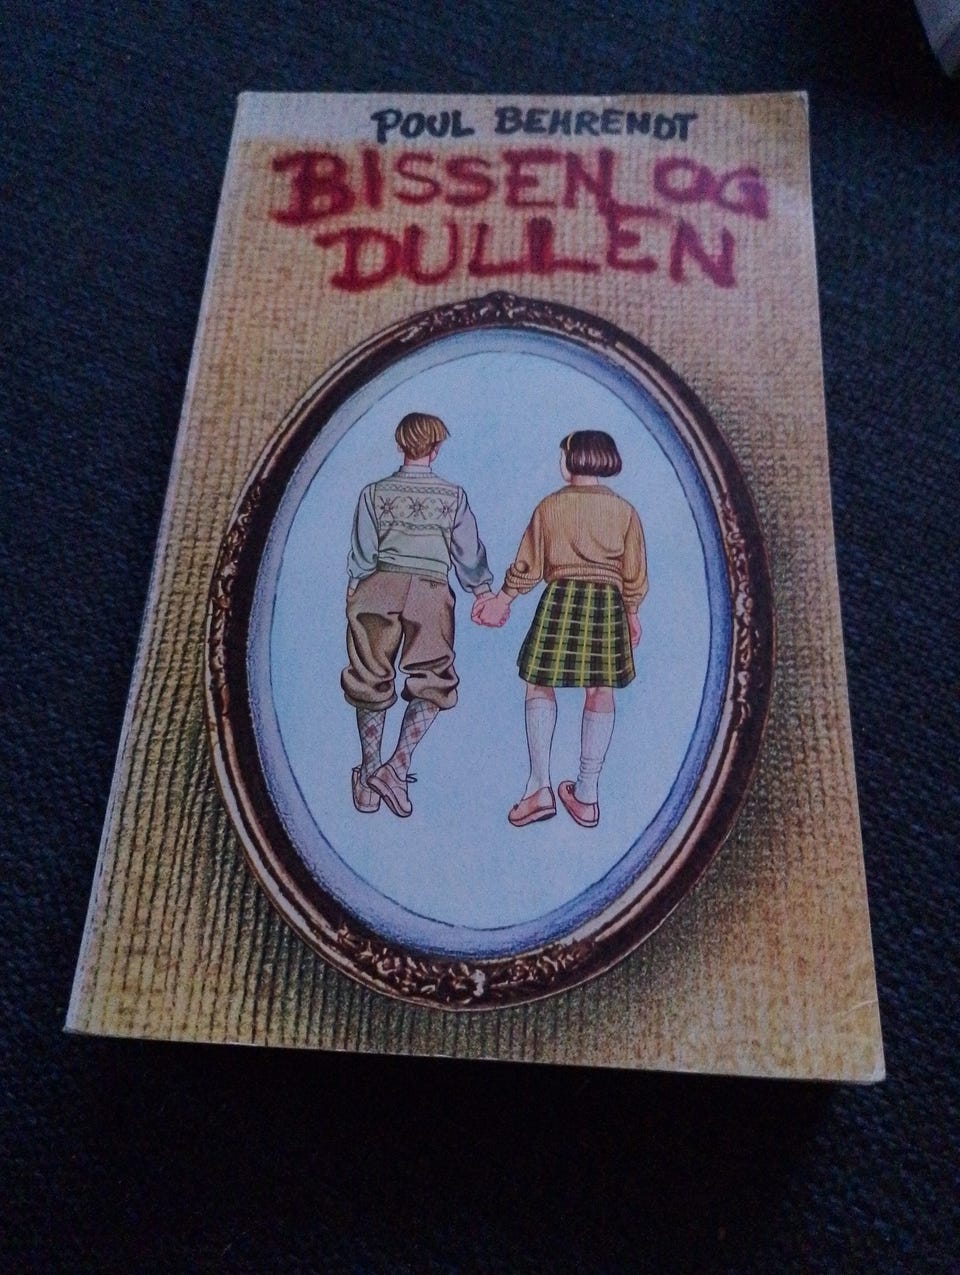 POUL BEHRENDT
BISSEN OG
DULLEN